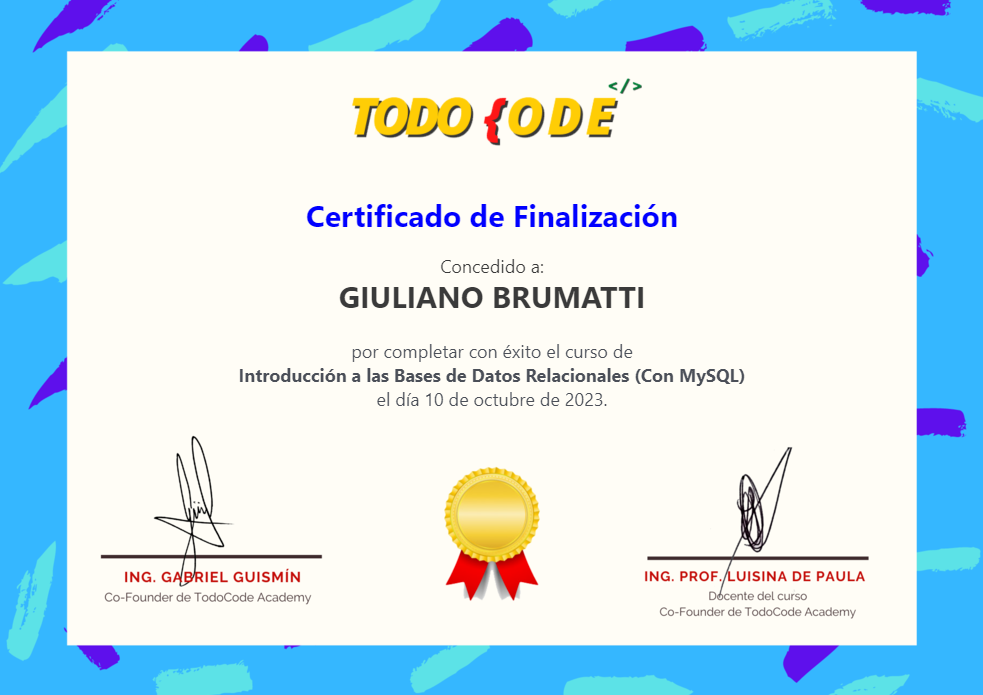 </>
TODO {ODE
Certificado de Finalización
Concedido a:
GIULIANO BRUMATTI
por completar con éxito el curso de
Introducción a las Bases de Datos Relacionales (Con MySQL)
el día 10 de octubre de 2023.
ING. GABRIEL GUISMÍN
Co-Founder de TodoCode Academy
ING. PROF. LUISINA DE PAULA
Docente del curso
Co-Founder de TodoCode Academy